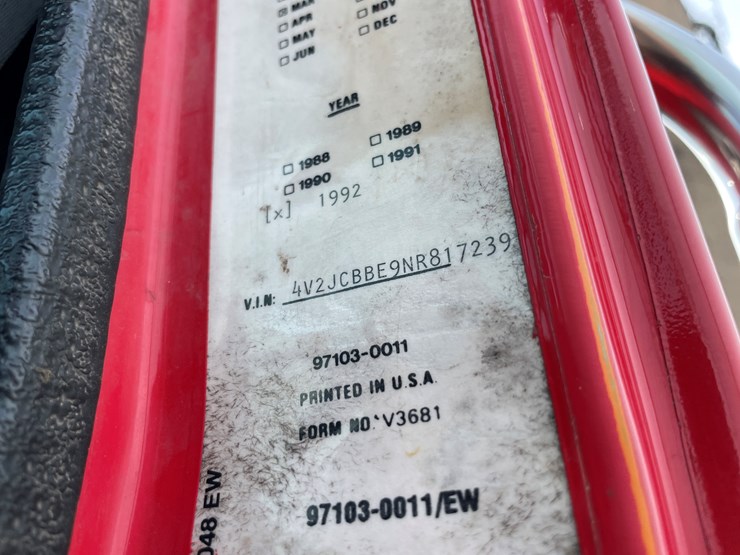 ☒ MAR
☐ APR
☐ MAY
☐ JUN
☐ NOV
☐ DEC
YEAR
☐ 1988 ☐ 1989
☐ 1990 ☐ 1991
[x] 1992
V.I.N: 4V2JCBBE9NR817239
97103-0011
PRINTED IN U.S.A.
FORM NO. V3681
97103-0011/EW
048 EW